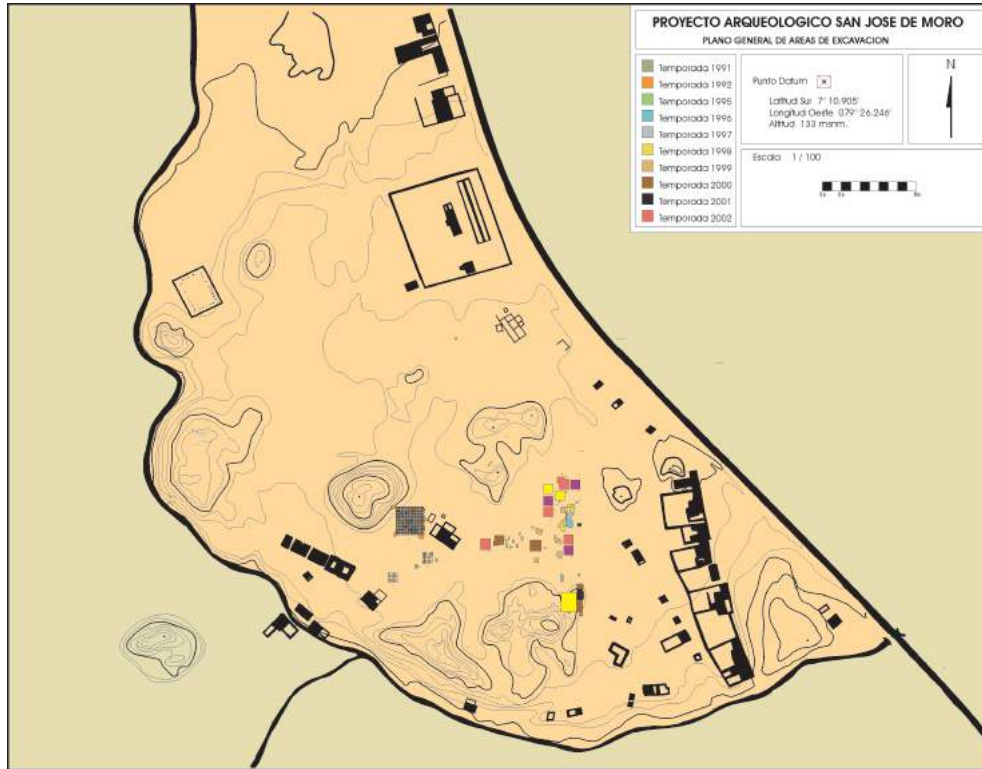 PROYECTO ARQUEOLOGICO SAN JOSE DE MORO
PLANO GENERAL DE AREAS DE EXCAVACION
Temporada 1991
Temporada 1992
Temporada 1995
Temporada 1996
Temporada 1997
Temporada 1998
Temporada 1999
Temporada 2000
Temporada 2001
Temporada 2002
Punto Datum
Latitud Sur 7° 10.905'
Longitud Oeste 079° 26.246'
Altitud 133 msnm.
Escala 1 / 100
N